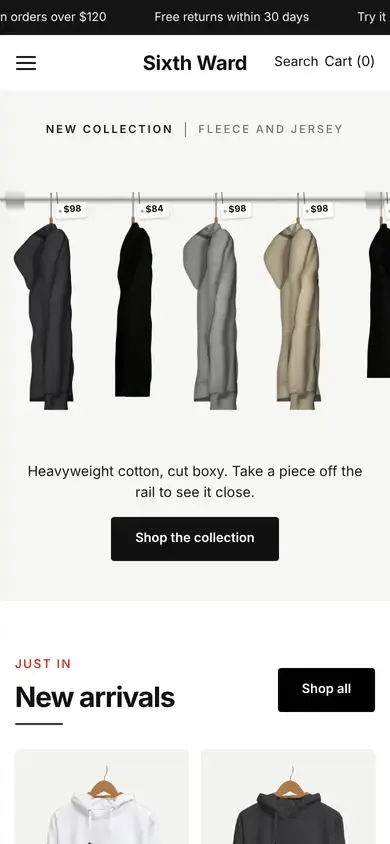 n orders over $120 Free returns within 30 days Try it
Sixth Ward Search Cart (0)
NEW COLLECTION | FLEECE AND JERSEY
$98 $84 $98 $98
Heavyweight cotton, cut boxy. Take a piece off the
rail to see it close.
Shop the collection
JUST IN
New arrivals
Shop all